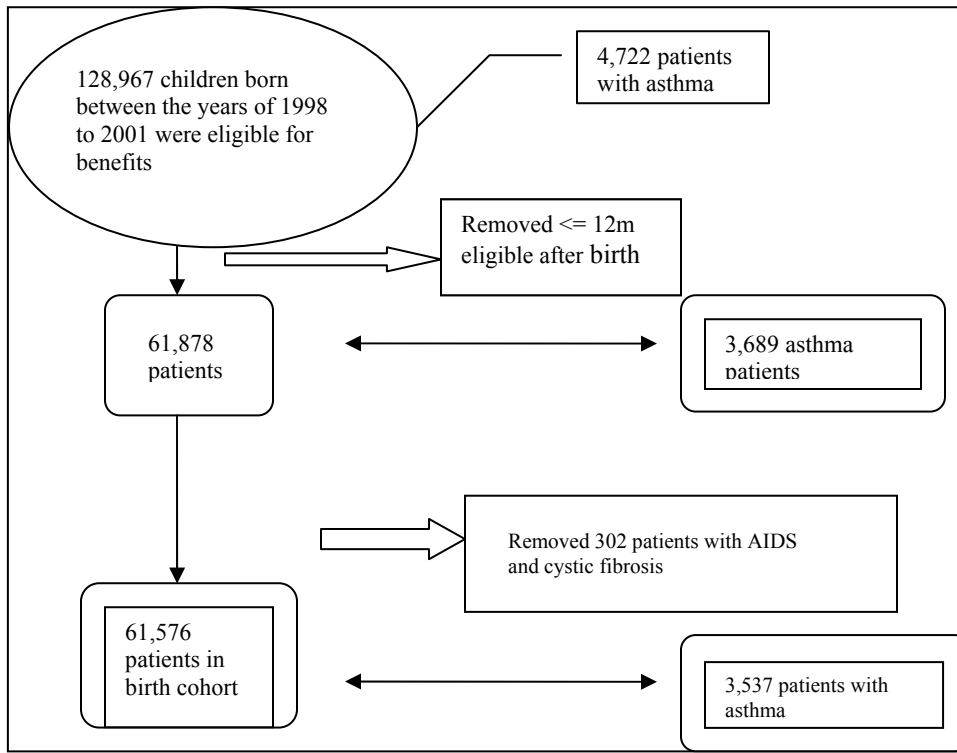 128,967 children born
between the years of 1998
to 2001 were eligible for
benefits
4,722 patients
with asthma
Removed <= 12m
eligible after birth
61,878
patients
3,689 asthma
patients
Removed 302 patients with AIDS
and cystic fibrosis
61,576
patients in
birth cohort
3,537 patients with
asthma